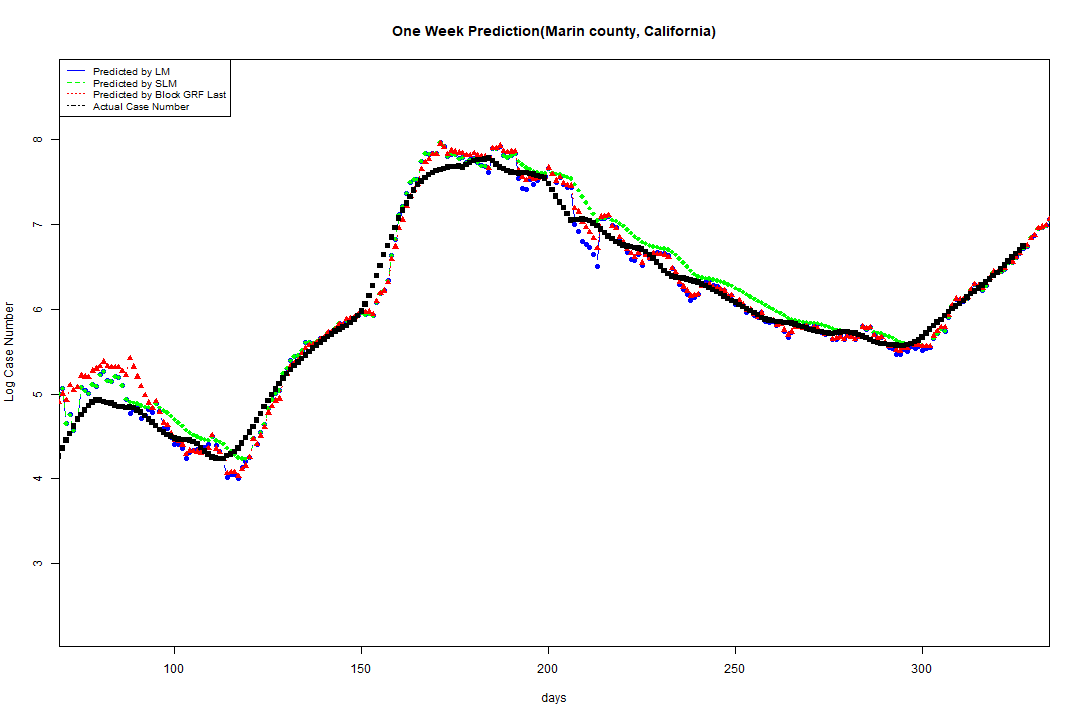 One Week Prediction(Marin county, California)
Predicted by LM
Predicted by SLM
Predicted by Block GRF Last
Actual Case Number
8
7
6
5
4
3
Log Case Number
100 150 200 250 300
days